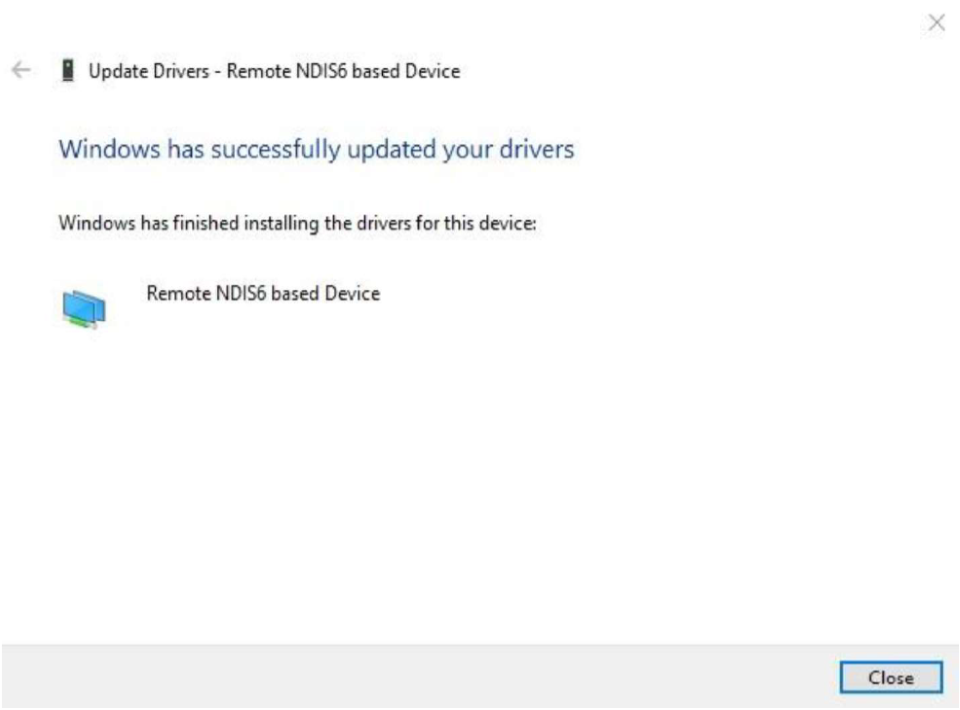 Update Drivers - Remote NDIS6 based Device
Windows has successfully updated your drivers
Windows has finished installing the drivers for this device:
Remote NDIS6 based Device
Close